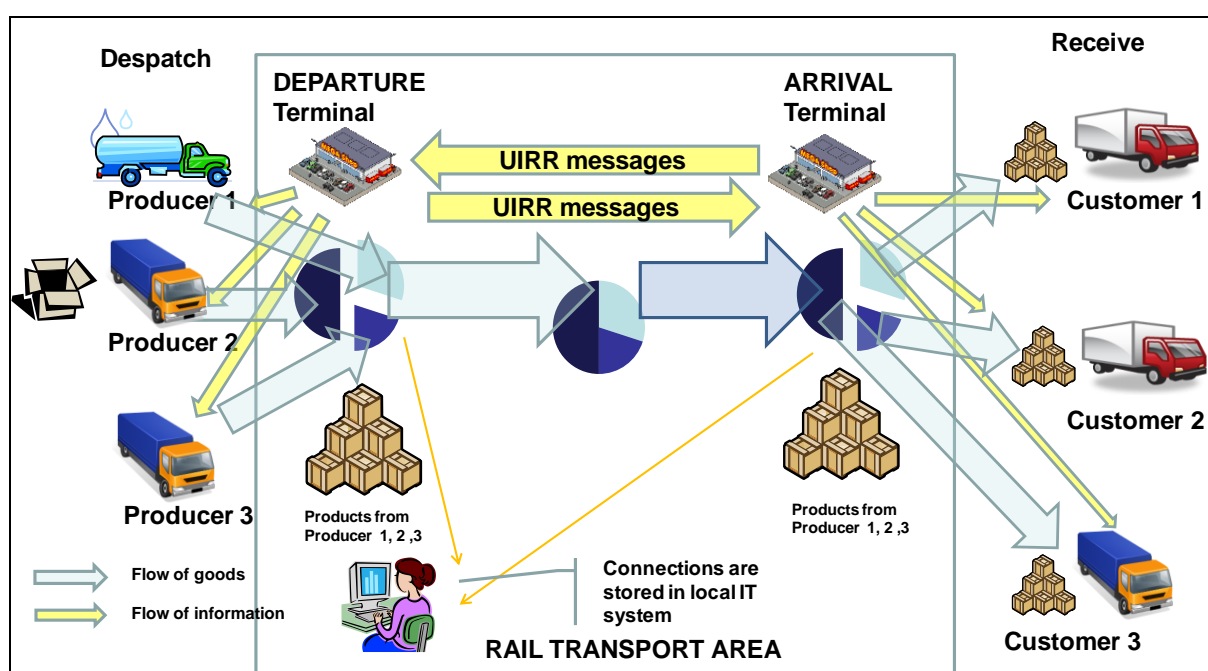 Despatch
Receive
DEPARTURE
Terminal
ARRIVAL
Terminal
UIRR messages
UIRR messages
Producer 1
Customer 1
Producer 2
Customer 2
Producer 3
Products from
Producer 1, 2 ,3
Products from
Producer 1, 2 ,3
Flow of goods
Flow of information
Connections are
stored in local IT
system
Customer 3
RAIL TRANSPORT AREA